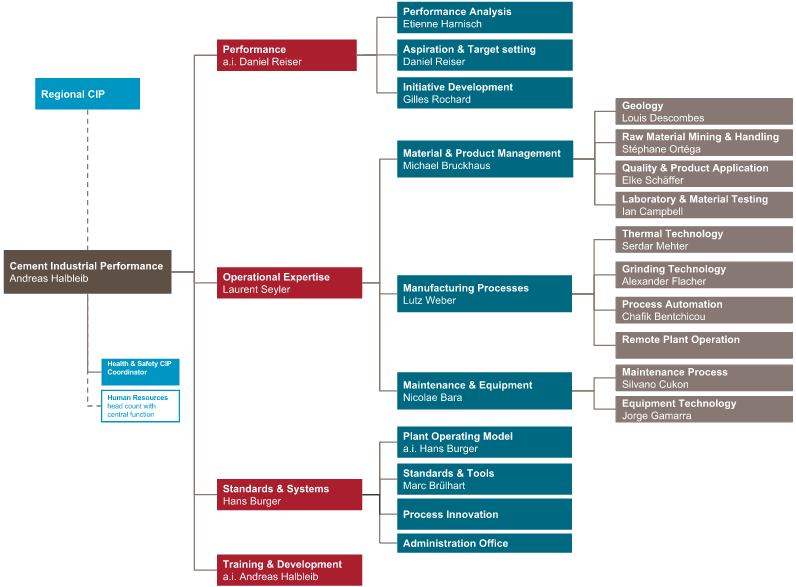 Regional CIP
Cement Industrial Performance
Andreas Halbleib
Health & Safety CIP
Coordinator
Human Resources
head count with
central function
Performance
a.i. Daniel Reiser
Performance Analysis
Etienne Harnisch
Aspiration & Target setting
Daniel Reiser
Initiative Development
Gilles Rochard
Operational Expertise
Laurent Seyler
Material & Product Management
Michael Bruckhaus
Geology
Louis Descombes
Raw Material Mining & Handling
Stéphane Ortéga
Quality & Product Application
Elke Schäffer
Laboratory & Material Testing
Ian Campbell
Manufacturing Processes
Lutz Weber
Thermal Technology
Serdar Mehter
Grinding Technology
Alexander Flacher
Process Automation
Chafik Bentchicou
Remote Plant Operation
Maintenance & Equipment
Nicolae Bara
Maintenance Process
Silvano Cukon
Equipment Technology
Jorge Gamarra
Standards & Systems
Hans Burger
Plant Operating Model
a.i. Hans Burger
Standards & Tools
Marc Brülhart
Process Innovation
Administration Office
Training & Development
a.i. Andreas Halbleib